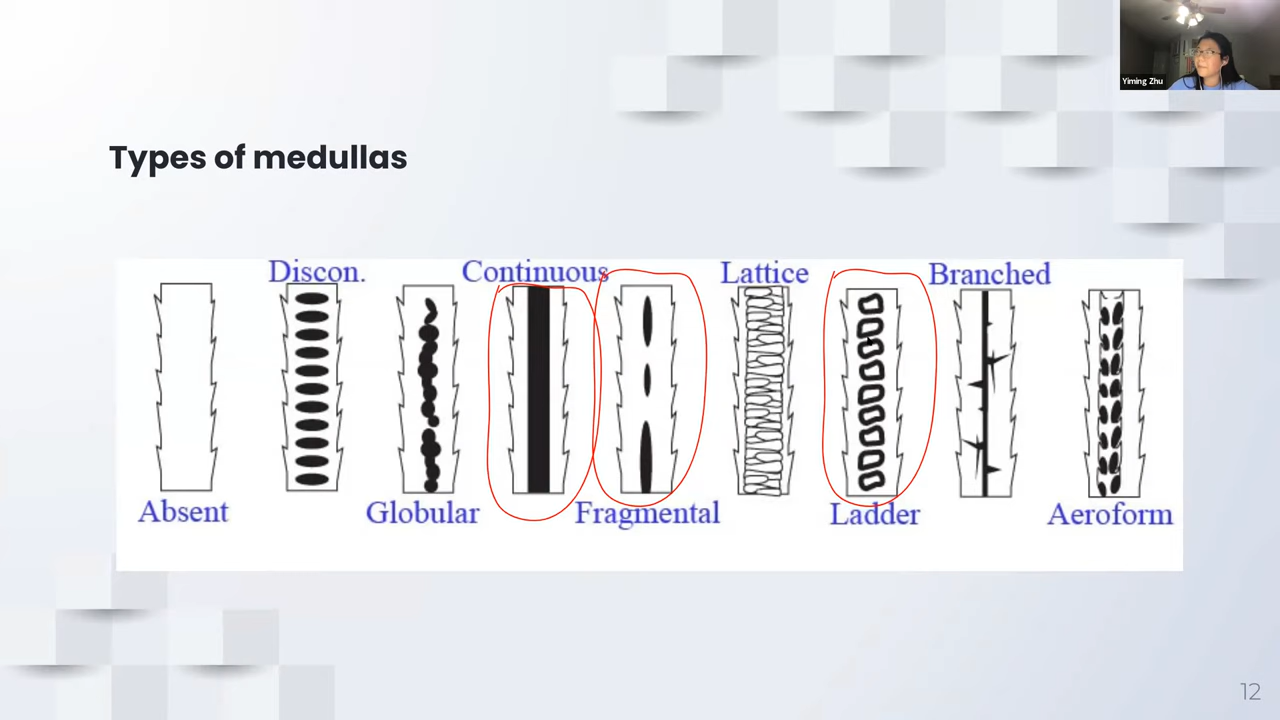 Yiming Zhu
Types of medullas
Discon. Continuous Lattice Branched
Absent Globular Fragmental Ladder Aeroform
12